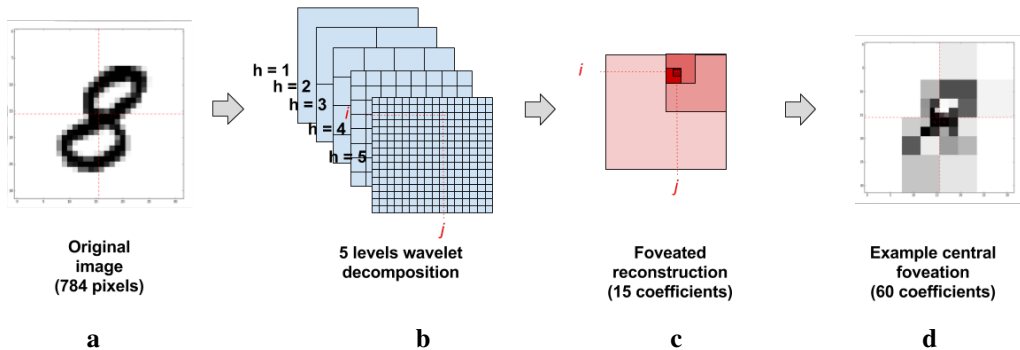 h = 1
h = 2
h = 3
h = 4
h = 5
i
j
i
j
Original
image
(784 pixels)
5 levels wavelet
decomposition
Foveated
reconstruction
(15 coefficients)
Example central
foveation
(60 coefficients)
a
b
c
d